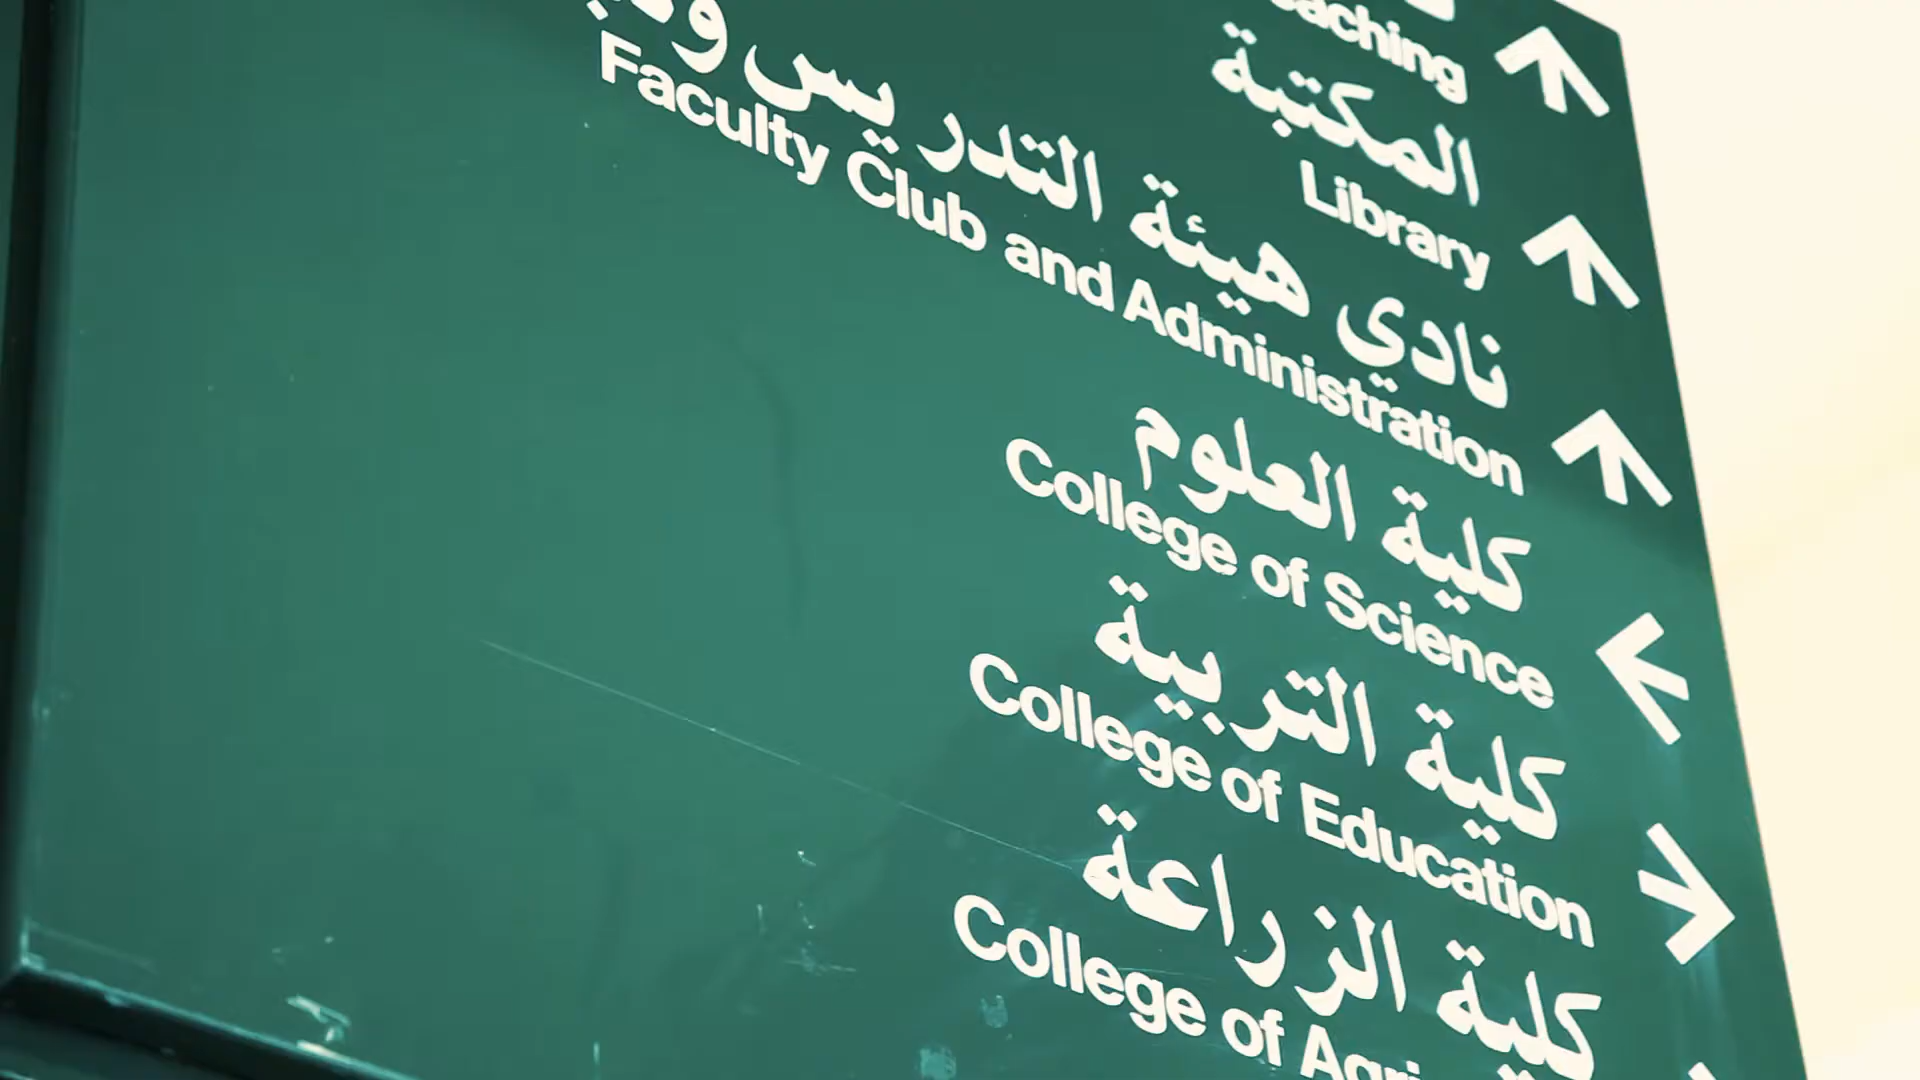 المكتبة
Library
نادي هيئة التدريس
Faculty Club and Administration
كلية العلوم
College of Science
كلية التربية
College of Education
كلية الزراعة
College of